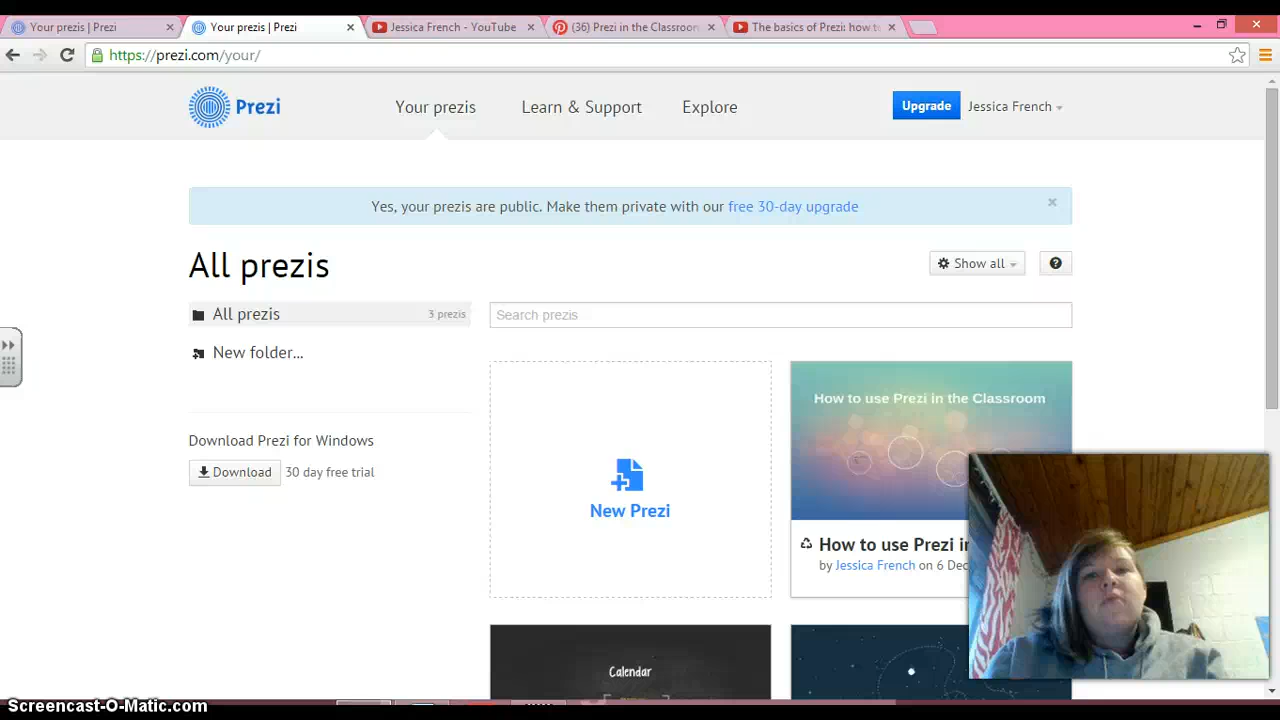 Your prezis | Prezi
Your prezis | Prezi
Jessica French - YouTube
(36) Prezi in the Classroom
The basics of Prezi: how to
https://prezi.com/your/
Prezi
Your prezis
Learn & Support
Explore
Upgrade
Jessica French
Yes, your prezis are public. Make them private with our free 30-day upgrade
All prezis
Show all
All prezis
3 prezis
Search prezis
New folder...
Download Prezi for Windows
Download
30 day free trial
New Prezi
How to use Prezi in the Classroom
How to use Prezi in
by Jessica French on 6 Dec
Calendar
Screencast-O-Matic.com